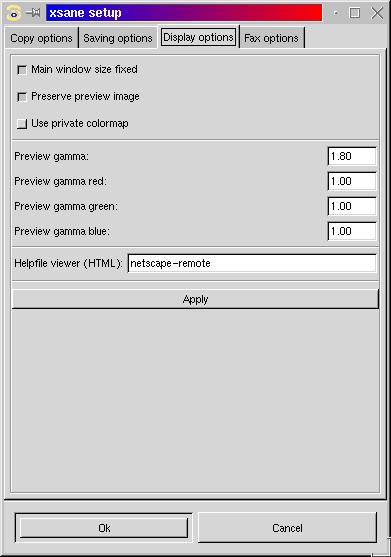 xsane setup
Copy options Saving options Display options Fax options
Main window size fixed
Preserve preview image
Use private colormap
Preview gamma: 1.80
Preview gamma red: 1.00
Preview gamma green: 1.00
Preview gamma blue: 1.00
Helpfile viewer (HTML): netscape-remote
Apply
Ok Cancel